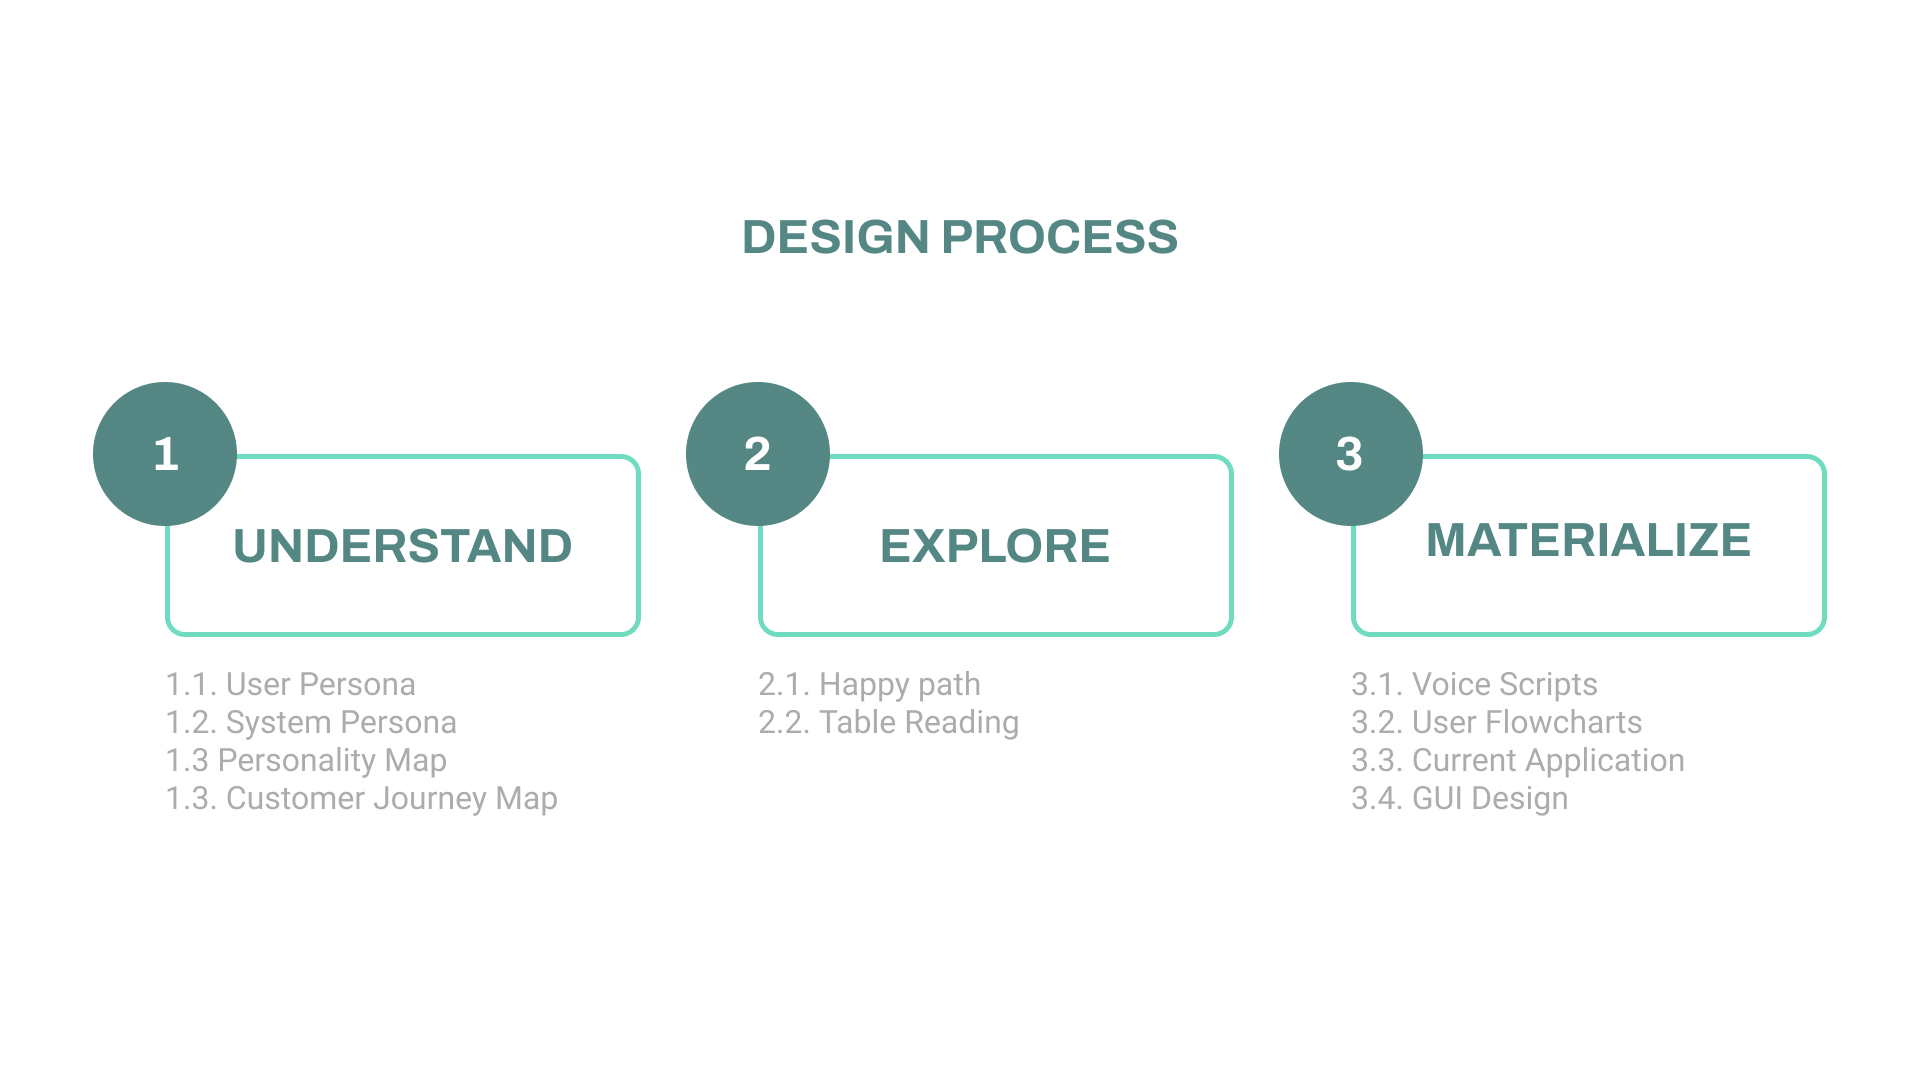 DESIGN PROCESS
1
UNDERSTAND
1.1. User Persona
1.2. System Persona
1.3 Personality Map
1.3. Customer Journey Map
2
EXPLORE
2.1. Happy path
2.2. Table Reading
3
MATERIALIZE
3.1. Voice Scripts
3.2. User Flowcharts
3.3. Current Application
3.4. GUI Design